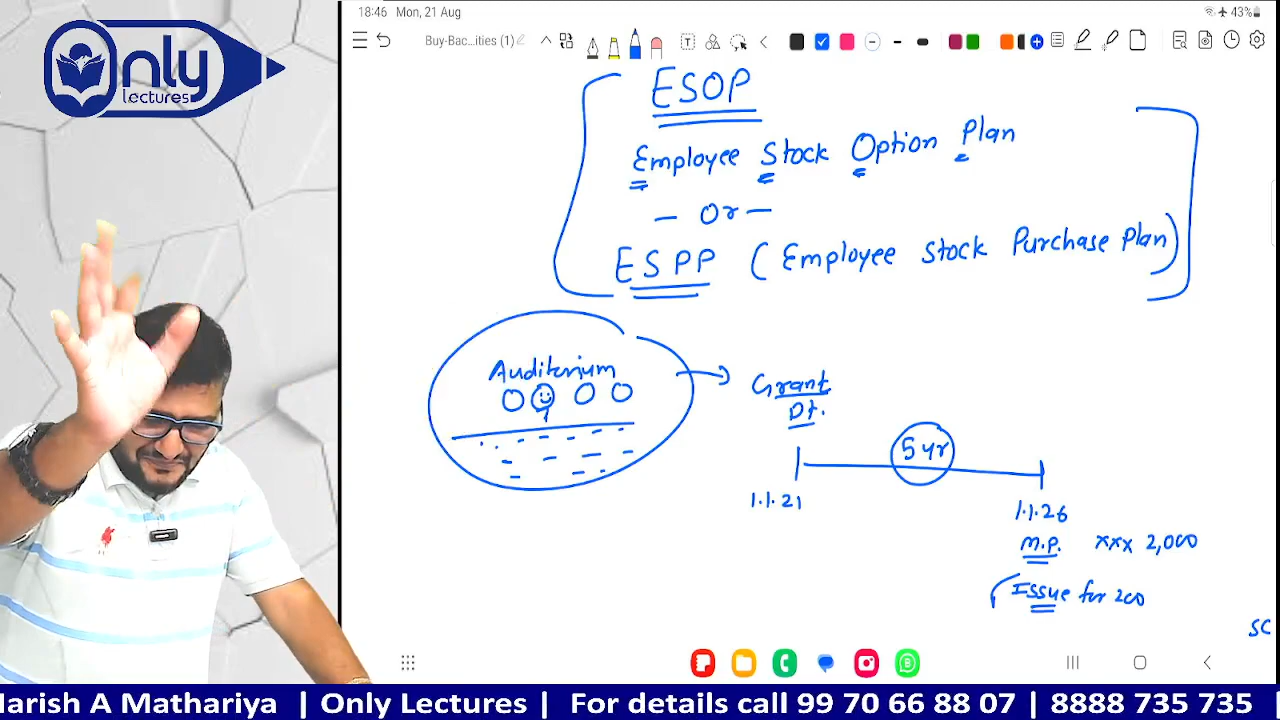 18:46 Mon, 21 Aug
43%
Only
lectures
Buy-Bac...ities (1)
ESOP
Employee Stock Option Plan
- Or -
ESPP (Employee Stock Purchase Plan)
Auditorium
Grant
Dt.
5 yr
1.1.21
1.1.26
M.P. xxx 2,000
Issue for 200
SC
Harish A Mathariya | Only Lectures | For details call 99 70 66 88 07 | 8888 735 735